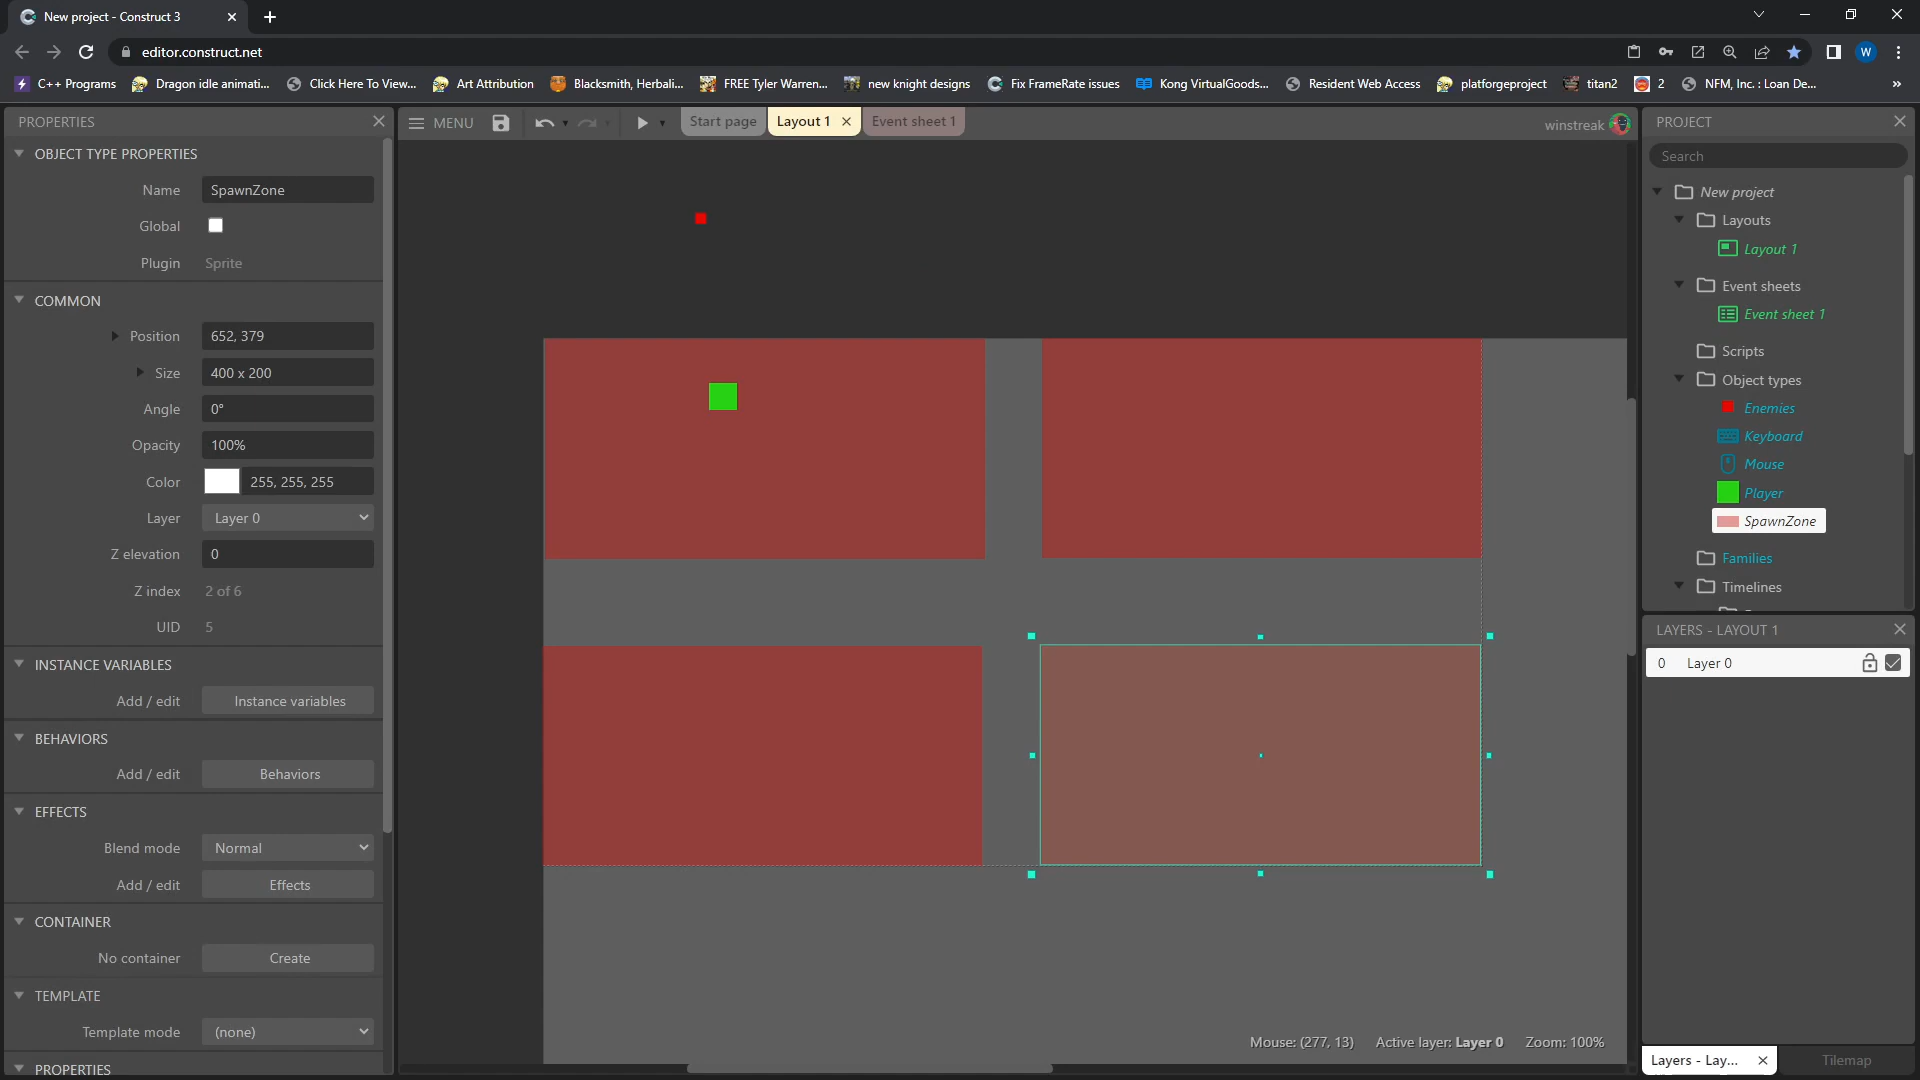 New project - Construct 3
editor.construct.net
W
C++ Programs
Dragon idle animati...
Click Here To View...
Art Attribution
Blacksmith, Herbali...
FREE Tyler Warren...
new knight designs
Fix FrameRate issues
Kong VirtualGoods...
Resident Web Access
platforgeproject
titan2
2
NFM, Inc. : Loan De...
»
PROPERTIES
MENU
Start page
Layout 1
Event sheet 1
winstreak
PROJECT
OBJECT TYPE PROPERTIES
Name SpawnZone
Global
Plugin Sprite
COMMON
Position 652, 379
Size 400 x 200
Angle 0°
Opacity 100%
Color 255, 255, 255
Layer Layer 0
Z elevation 0
Z index 2 of 6
UID 5
INSTANCE VARIABLES
Add / edit Instance variables
BEHAVIORS
Add / edit Behaviors
EFFECTS
Blend mode Normal
Add / edit Effects
CONTAINER
No container Create
TEMPLATE
Template mode (none)
PROPERTIES
Mouse: (277, 13) Active layer: Layer 0 Zoom: 100%
Search
New project
Layouts
Layout 1
Event sheets
Event sheet 1
Scripts
Object types
Enemies
Keyboard
Mouse
Player
SpawnZone
Families
Timelines
LAYERS - LAYOUT 1
0 Layer 0
Layers - Lay...
Tilemap